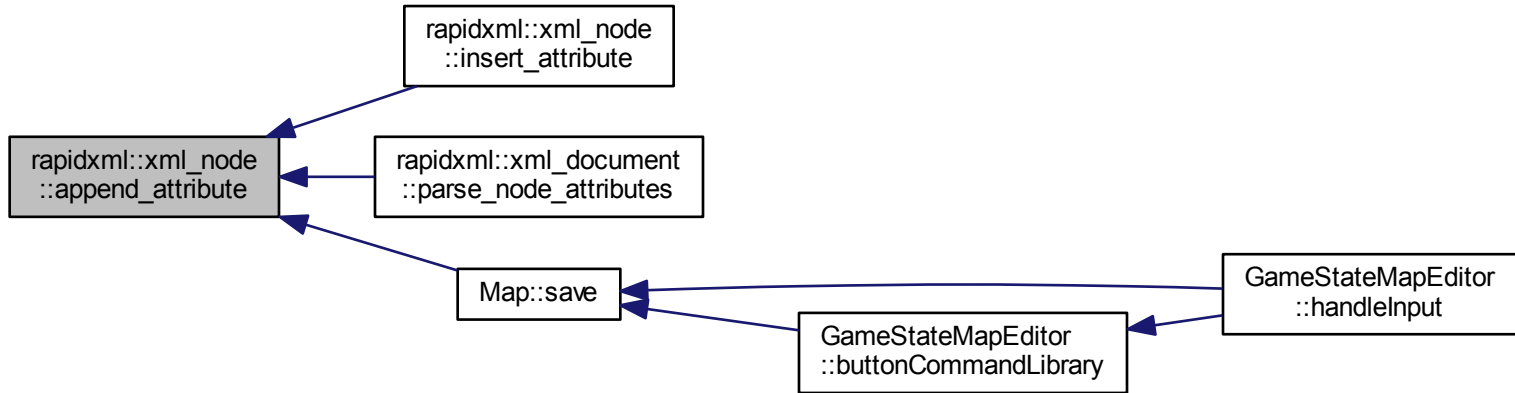 rapidxml::xml_node
::insert_attribute
rapidxml::xml_node
::append_attribute
rapidxml::xml_document
::parse_node_attributes
Map::save
GameStateMapEditor
::handleInput
GameStateMapEditor
::buttonCommandLibrary